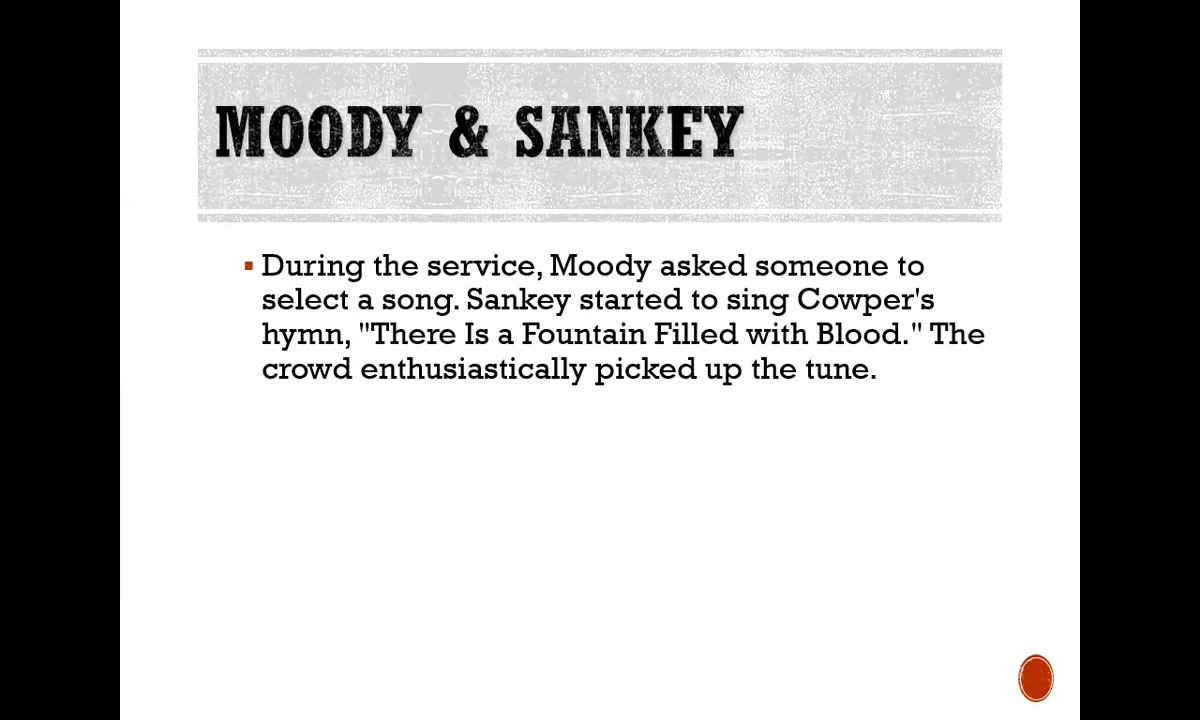 MOODY & SANKEY
During the service, Moody asked someone to
select a song. Sankey started to sing Cowper's
hymn, "There Is a Fountain Filled with Blood." The
crowd enthusiastically picked up the tune.